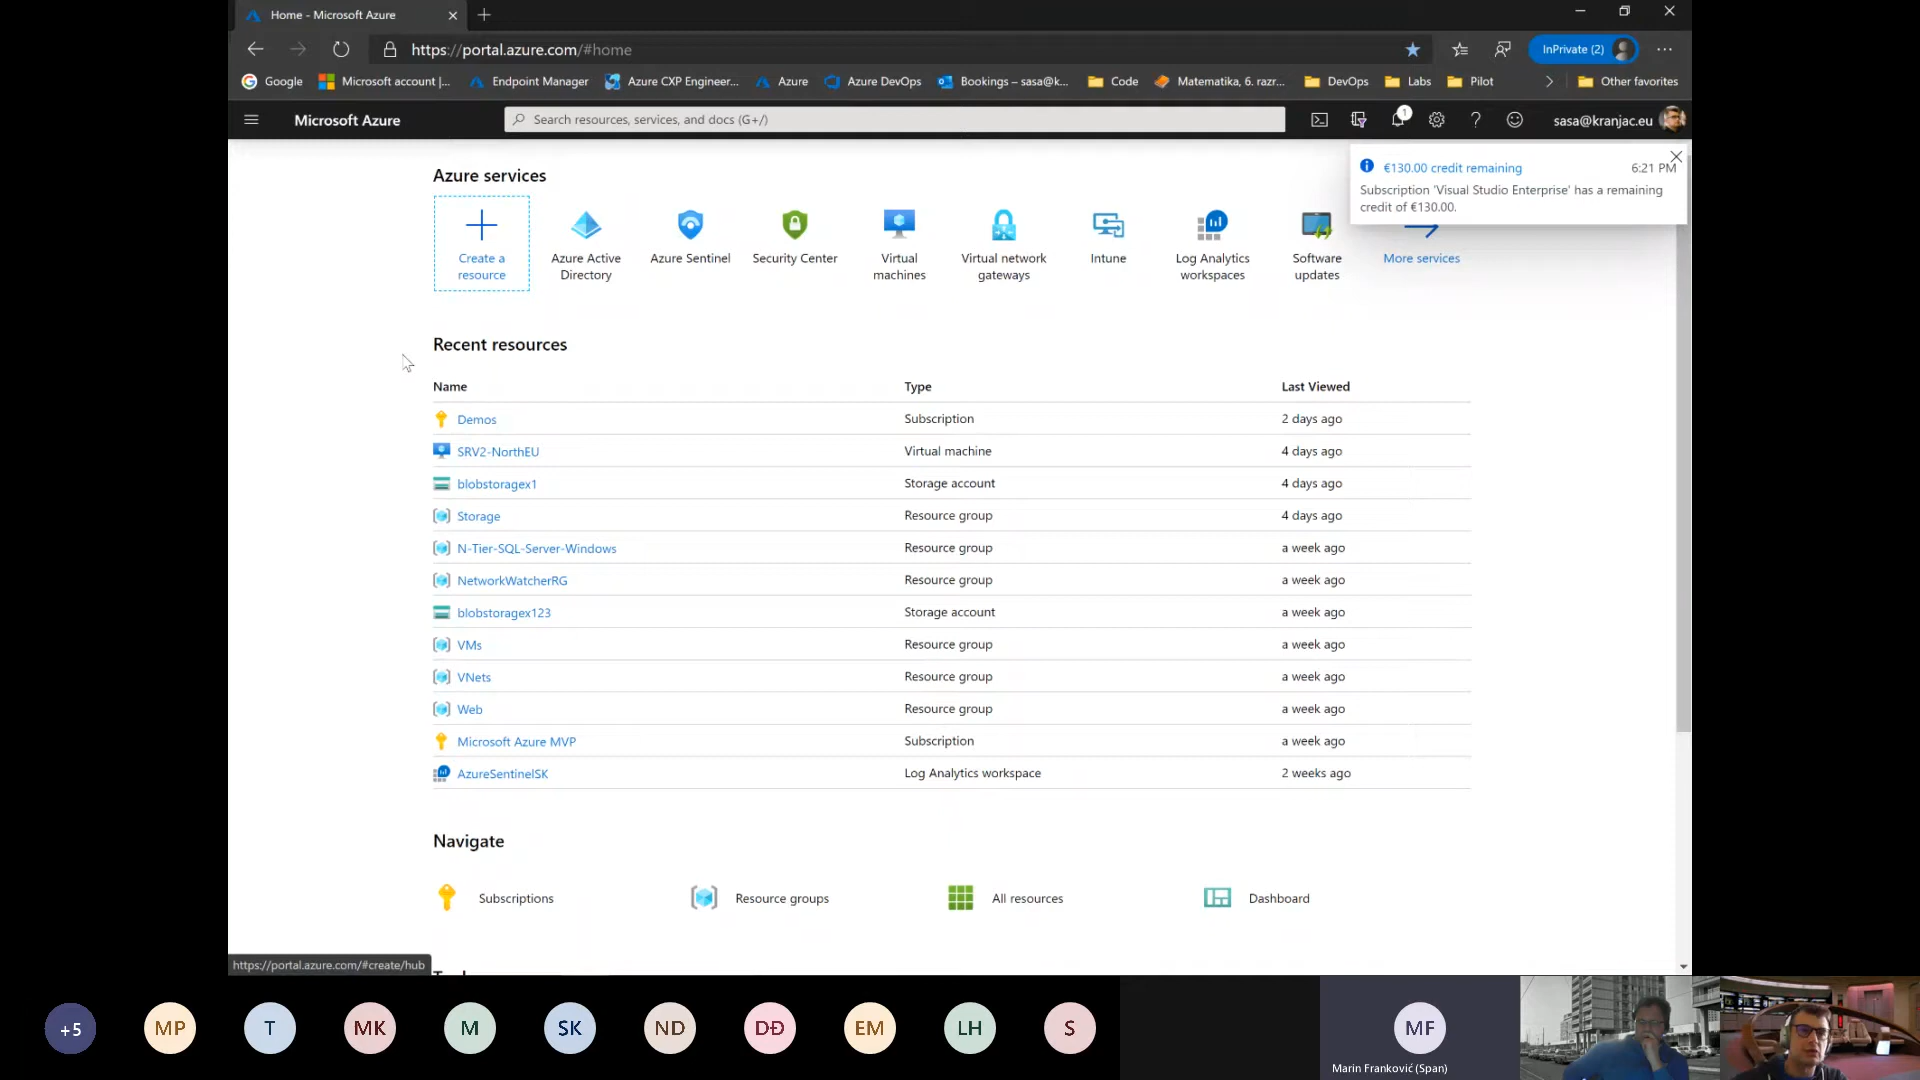 Home - Microsoft Azure
https://portal.azure.com/#home
InPrivate (2)
Google
Microsoft account |...
Endpoint Manager
Azure CXP Engineer...
Azure
Azure DevOps
Bookings – sasa@k...
Code
Matematika, 6. razr...
DevOps
Labs
Pilot
Other favorites
Microsoft Azure
Search resources, services, and docs (G+/)
1
sasa@kranjac.eu
€130.00 credit remaining
6:21 PM
Subscription 'Visual Studio Enterprise' has a remaining
credit of €130.00.
Azure services
Create a
resource
Azure Active
Directory
Azure Sentinel
Security Center
Virtual
machines
Virtual network
gateways
Intune
Log Analytics
workspaces
Software
updates
More services
Recent resources
Name Type Last Viewed
Demos Subscription 2 days ago
SRV2-NorthEU Virtual machine 4 days ago
blobstoragex1 Storage account 4 days ago
Storage Resource group 4 days ago
N-Tier-SQL-Server-Windows Resource group a week ago
NetworkWatcherRG Resource group a week ago
blobstoragex123 Storage account a week ago
VMs Resource group a week ago
VNets Resource group a week ago
Web Resource group a week ago
Microsoft Azure MVP Subscription a week ago
AzureSentinelSK Log Analytics workspace 2 weeks ago
Navigate
Subscriptions
Resource groups
All resources
Dashboard
https://portal.azure.com/#create/hub
+5
MP
T
MK
M
SK
ND
DĐ
EM
LH
S
MF
Marin Franković (Span)